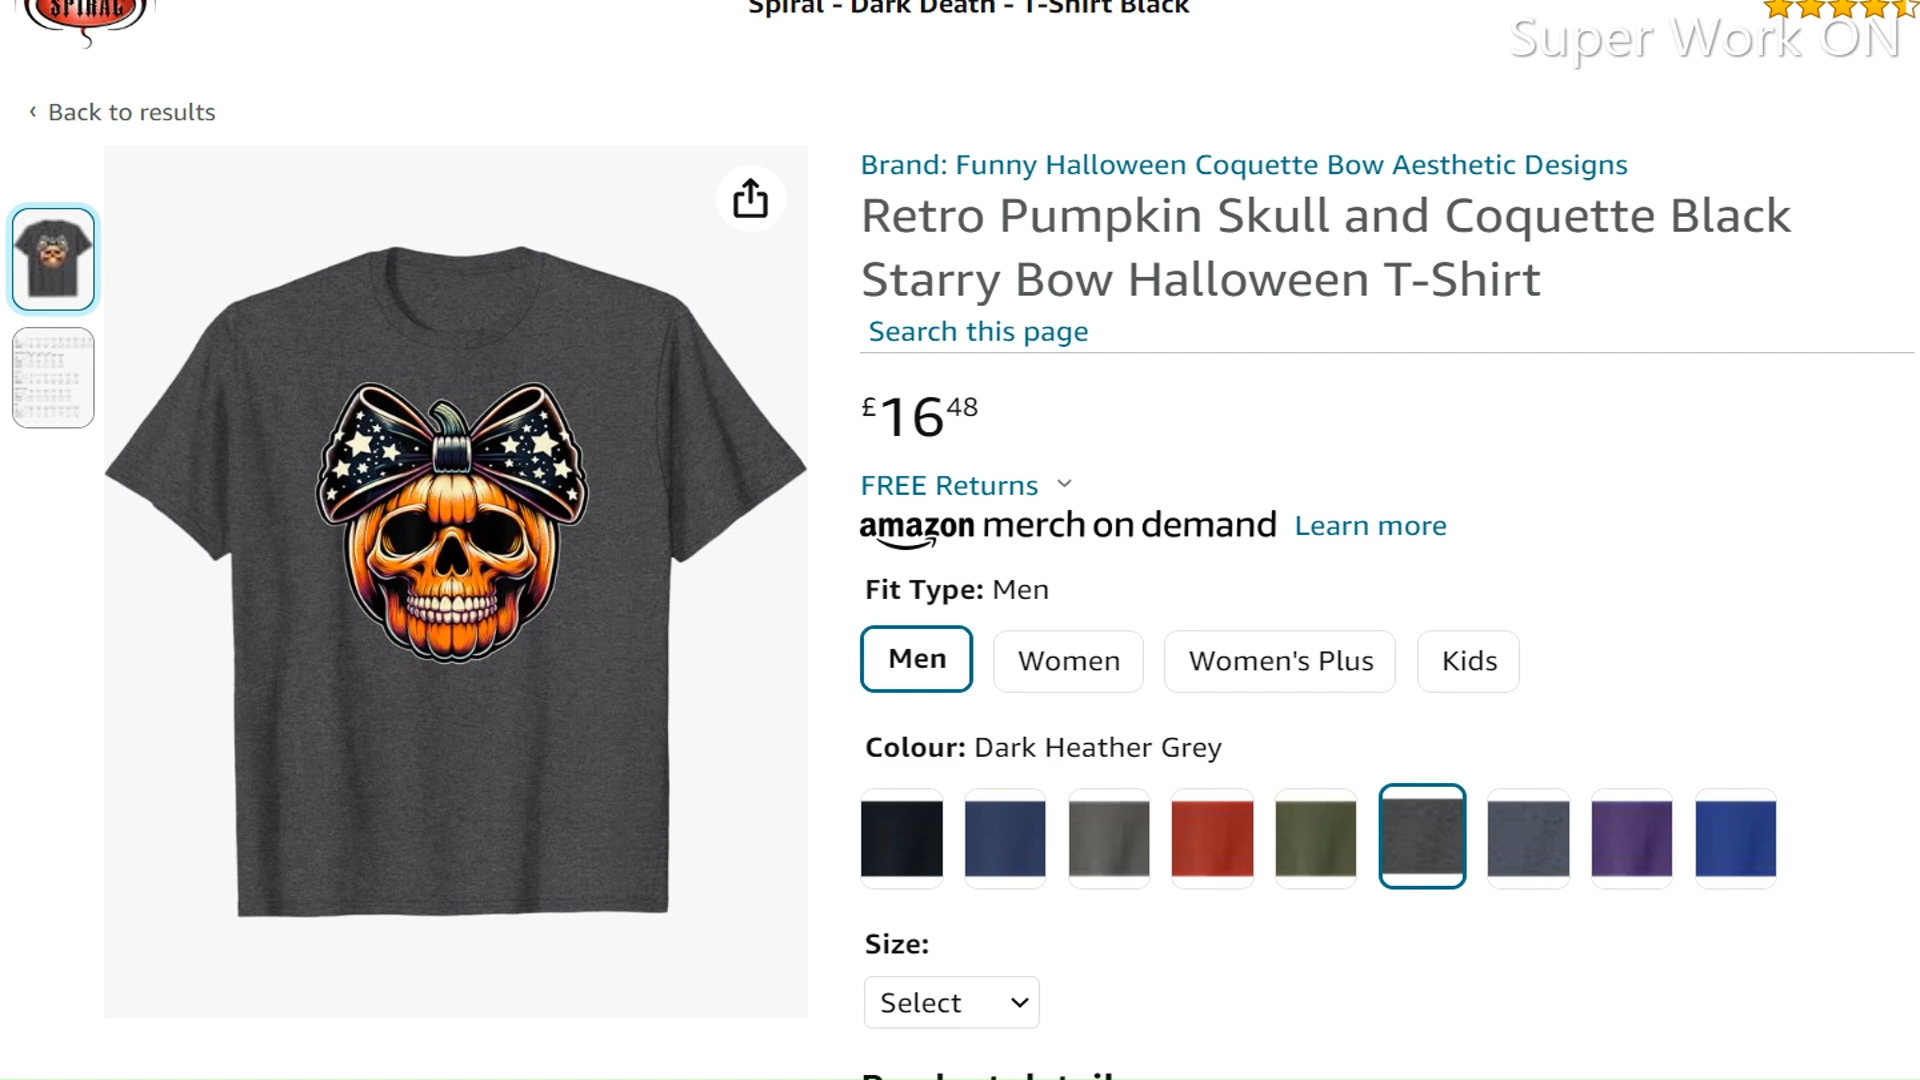 SPIRAL
Spiral - Dark Death - T-Shirt Black
Super Work ON
‹ Back to results
Brand: Funny Halloween Coquette Bow Aesthetic Designs
Retro Pumpkin Skull and Coquette Black
Starry Bow Halloween T-Shirt
Search this page
£16 48
FREE Returns
amazon merch on demand Learn more
Fit Type: Men
Men Women Women's Plus Kids
Colour: Dark Heather Grey
Size:
Select